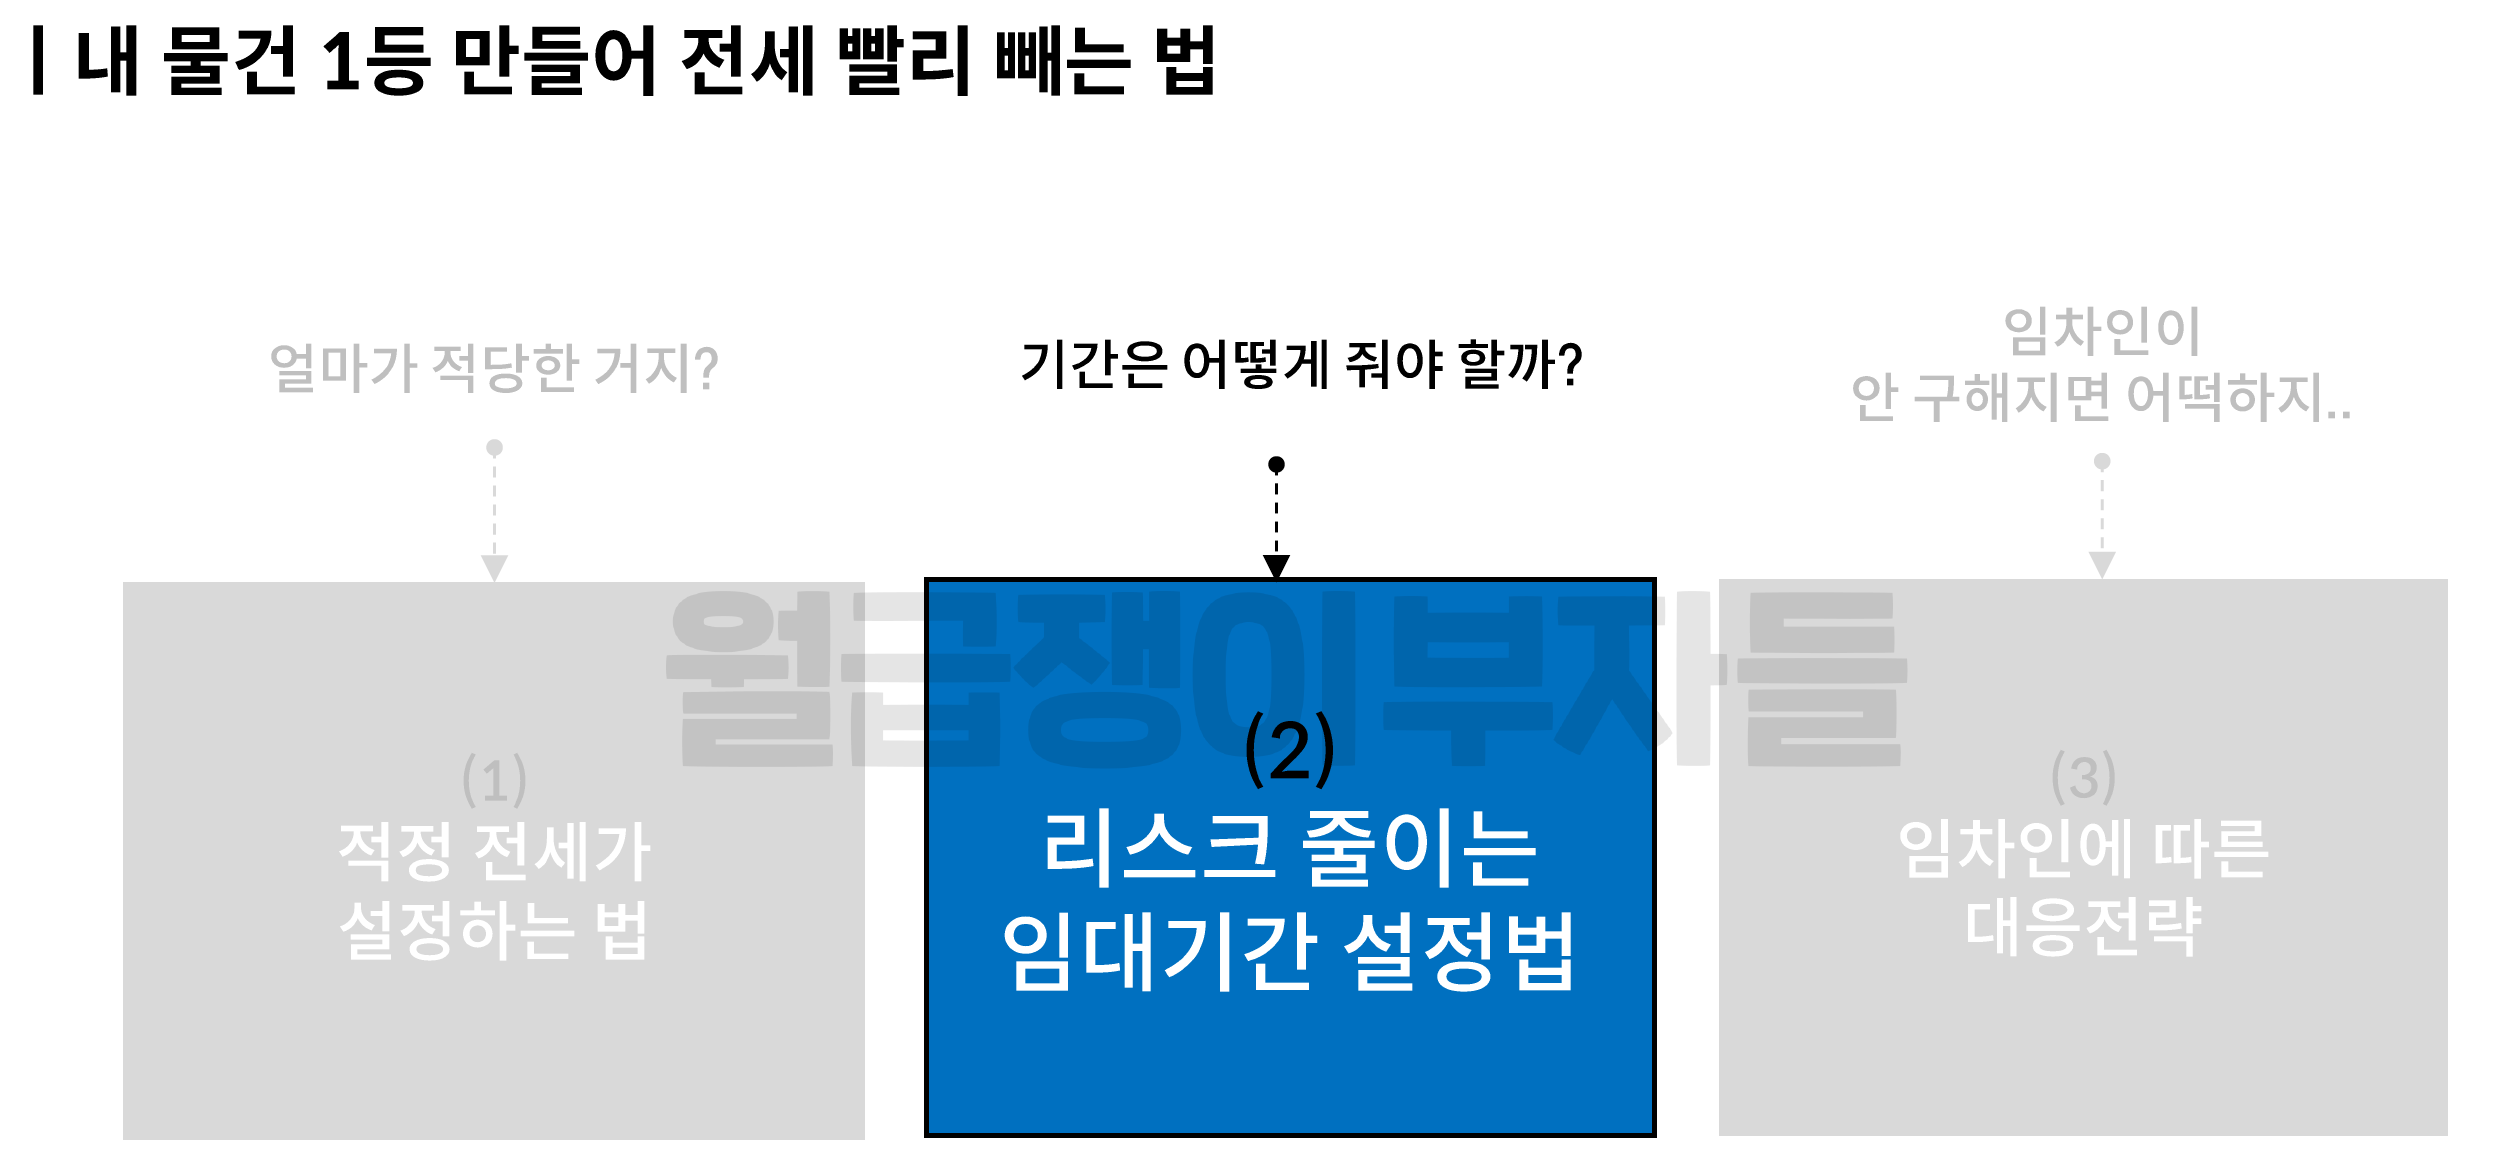 | 내 물건 1등 만들어 전세 빨리 빼는 법
얼마가 적당한 거지?
기간은 어떻게 줘야 할까?
임차인이
안 구해지면 어떡하지..
월급쟁이부자들
(1)
적정 전세가
설정하는 법
(2)
리스크 줄이는
임대기간 설정법
(3)
임차인에 따른
대응전략